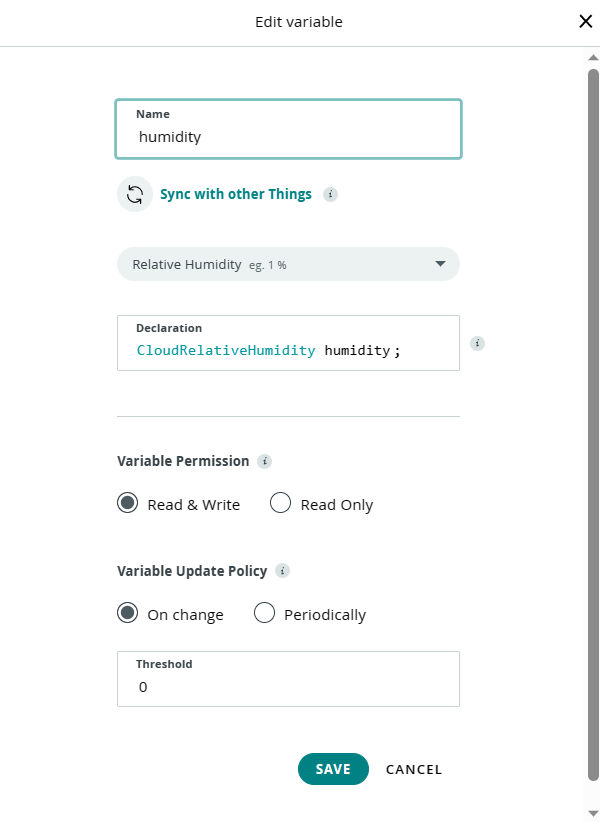 Edit variable
Name
humidity
Sync with other Things i
Relative Humidity eg. 1 %
Declaration
CloudRelativeHumidity humidity;
i
Variable Permission i
Read & Write Read Only
Variable Update Policy i
On change Periodically
Threshold
0
SAVE CANCEL